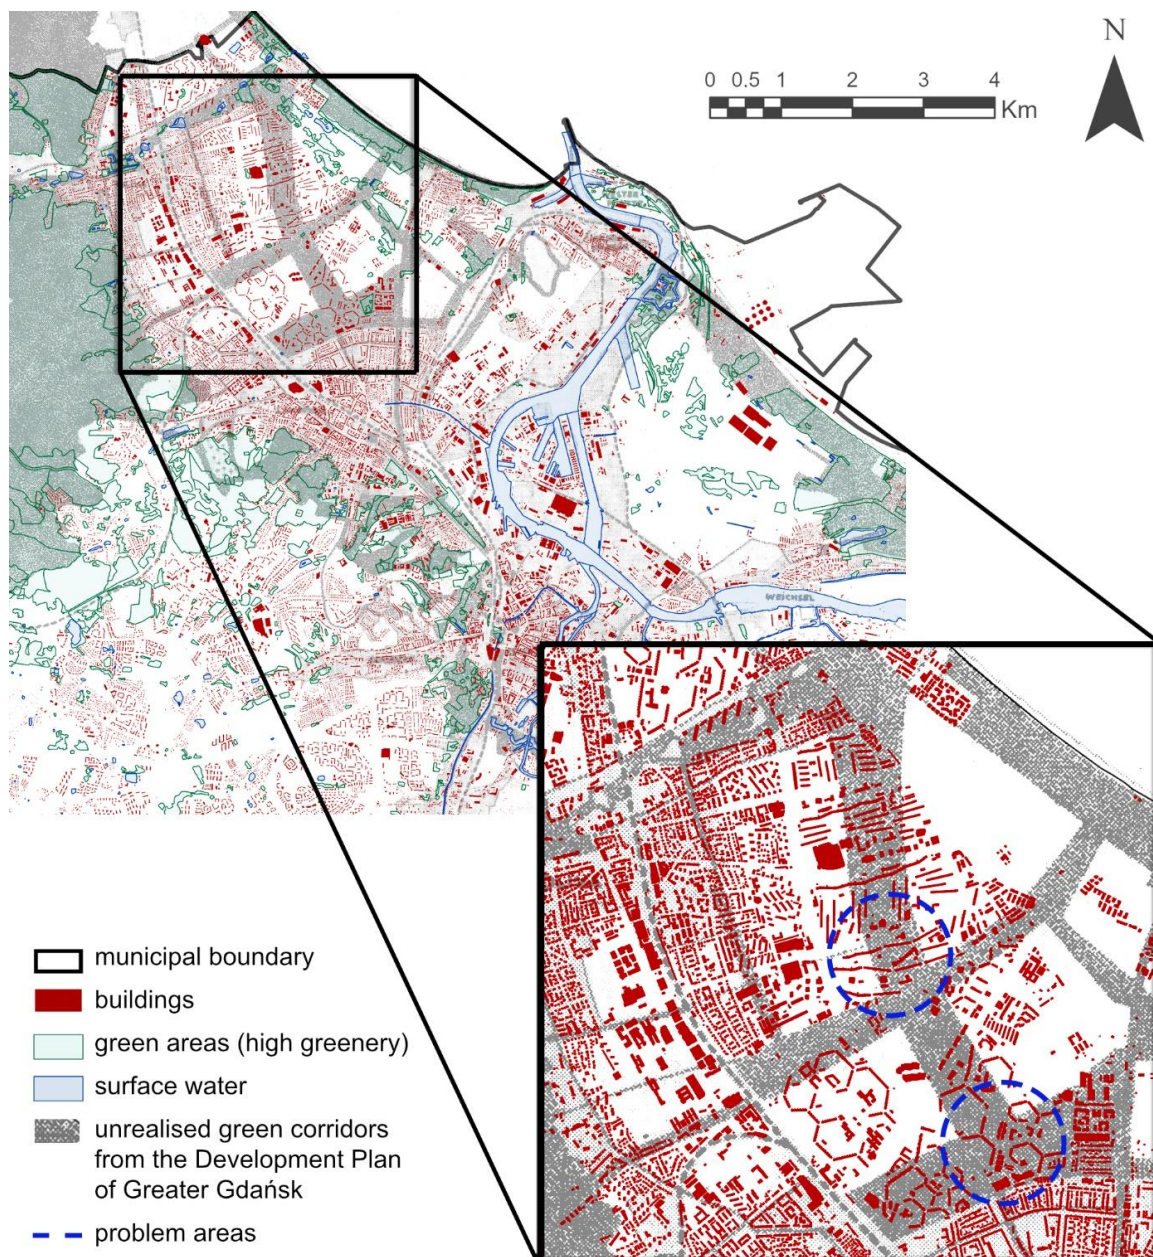 N
0 0.5 1 2 3 4
Km
WEICHSEL
municipal boundary
buildings
green areas (high greenery)
surface water
unrealised green corridors
from the Development Plan
of Greater Gdańsk
problem areas